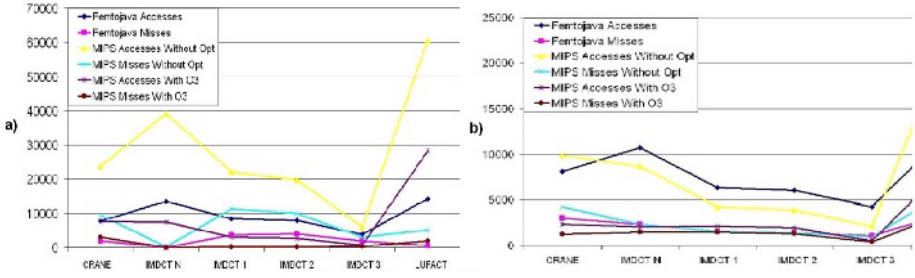 a)
70000
60000
50000
40000
30000
20000
10000
0
Femtojava Accesses
Femtojava Misses
MIPS Accesses Without Opt
MIPS Misses Without Opt
MIPS Accesses With O3
MIPS Misses With O3
CRANE IMDCT N IMDCT 1 IMDCT 2 IMDCT 3 LUFACT
b)
25000
20000
15000
10000
5000
0
Femtojava Accesses
Femtojava Misses
MIPS Accesses Without Opt
MIPS Misses Without Opt
MIPS Accesses With O3
MIPS Misses With O3
CRANE IMDCT N IMDCT 1 IMDCT 2 IMDCT 3